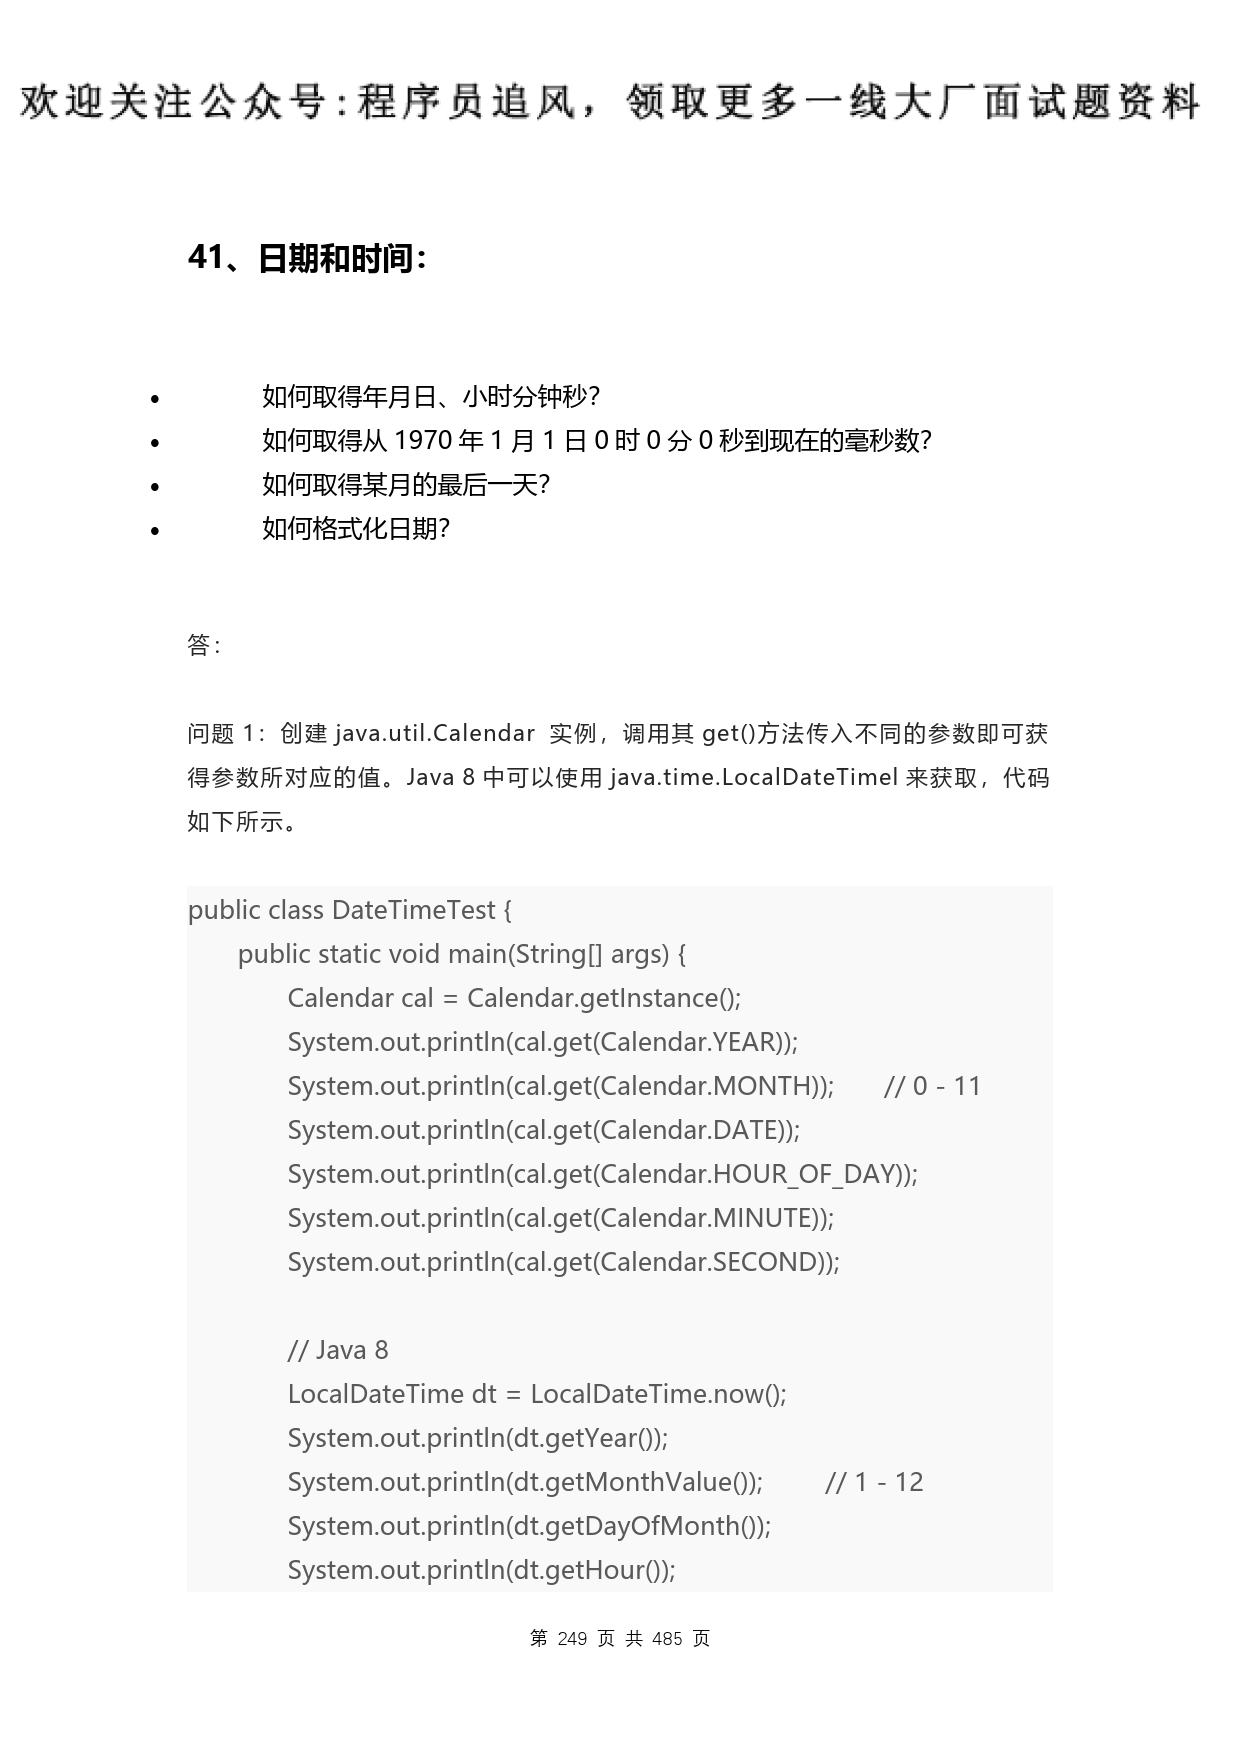 欢迎关注公众号:程序员追风，领取更多一线大厂面试题资料
41、日期和时间：
• 如何取得年月日、小时分钟秒？
• 如何取得从 1970 年 1 月 1 日 0 时 0 分 0 秒到现在的毫秒数？
• 如何取得某月的最后一天？
• 如何格式化日期？
答：
问题 1：创建 java.util.Calendar 实例，调用其 get()方法传入不同的参数即可获
得参数所对应的值。Java 8 中可以使用 java.time.LocalDateTimel 来获取，代码
如下所示。
public class DateTimeTest {
public static void main(String[] args) {
Calendar cal = Calendar.getInstance();
System.out.println(cal.get(Calendar.YEAR));
System.out.println(cal.get(Calendar.MONTH)); // 0 - 11
System.out.println(cal.get(Calendar.DATE));
System.out.println(cal.get(Calendar.HOUR_OF_DAY));
System.out.println(cal.get(Calendar.MINUTE));
System.out.println(cal.get(Calendar.SECOND));
// Java 8
LocalDateTime dt = LocalDateTime.now();
System.out.println(dt.getYear());
System.out.println(dt.getMonthValue()); // 1 - 12
System.out.println(dt.getDayOfMonth());
System.out.println(dt.getHour());
第 249 页 共 485 页